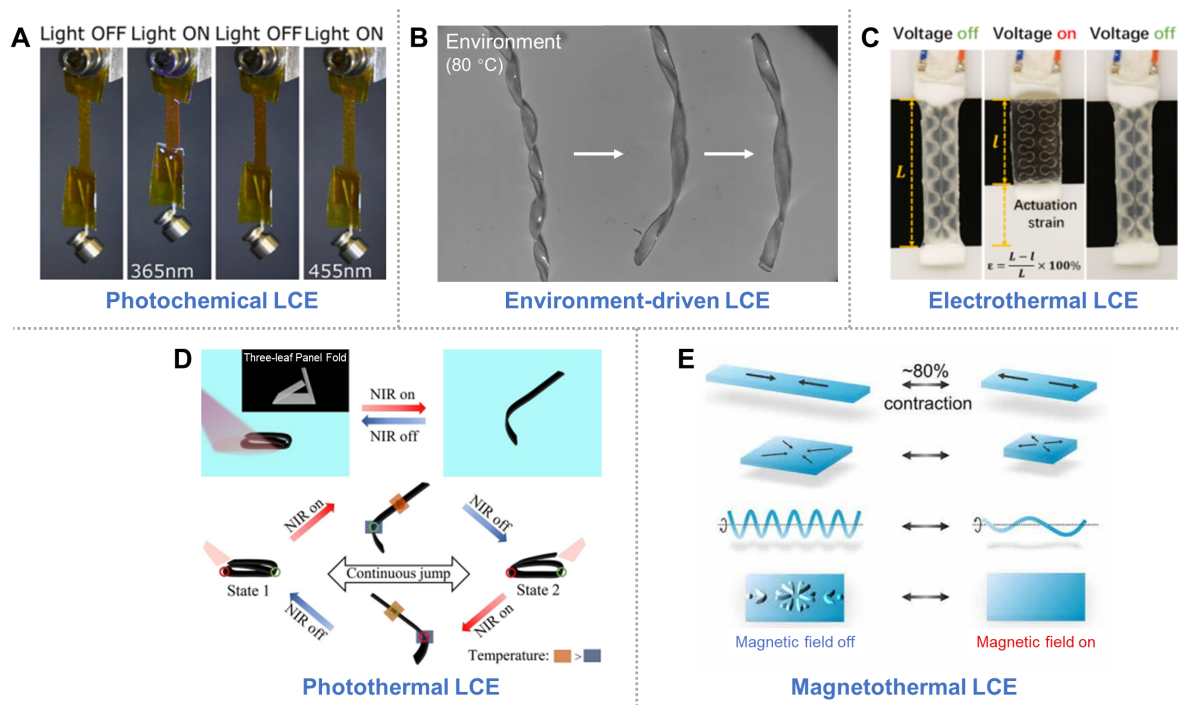 A
Light OFF Light ON Light OFF Light ON
365nm
455nm
Photochemical LCE
B
Environment
(80 °C)
Environment-driven LCE
C
Voltage off Voltage on Voltage off
L
l
Actuation
strain
ε = L − l / L × 100%
Electrothermal LCE
D
Three-leaf Panel Fold
NIR on
NIR off
NIR on
NIR off
State 1
Continuous jump
State 2
NIR off
NIR on
Temperature: >
Photothermal LCE
E
~80%
contraction
Magnetic field off
Magnetic field on
Magnetothermal LCE